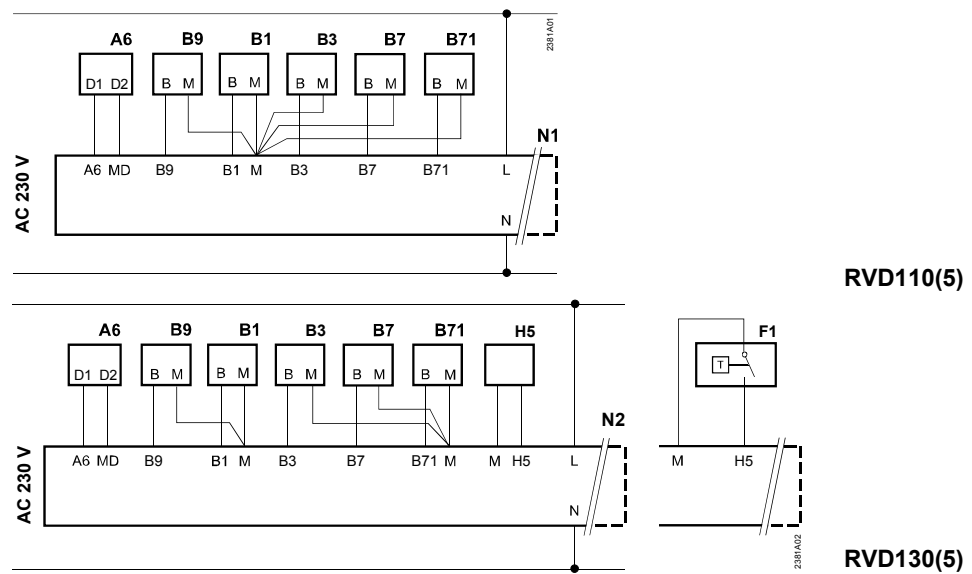 2381A01
A6 B9 B1 B3 B7 B71
D1 D2 B M B M B M B M B M
N1
AC 230 V
A6 MD B9 B1 M B3 B7 B71 L
N
RVD110(5)
A6 B9 B1 B3 B7 B71 H5 F1
D1 D2 B M B M B M B M B M T
N2
AC 230 V
A6 MD B9 B1 M B3 B7 B71 M M H5 L M H5
N
2381A02
RVD130(5)